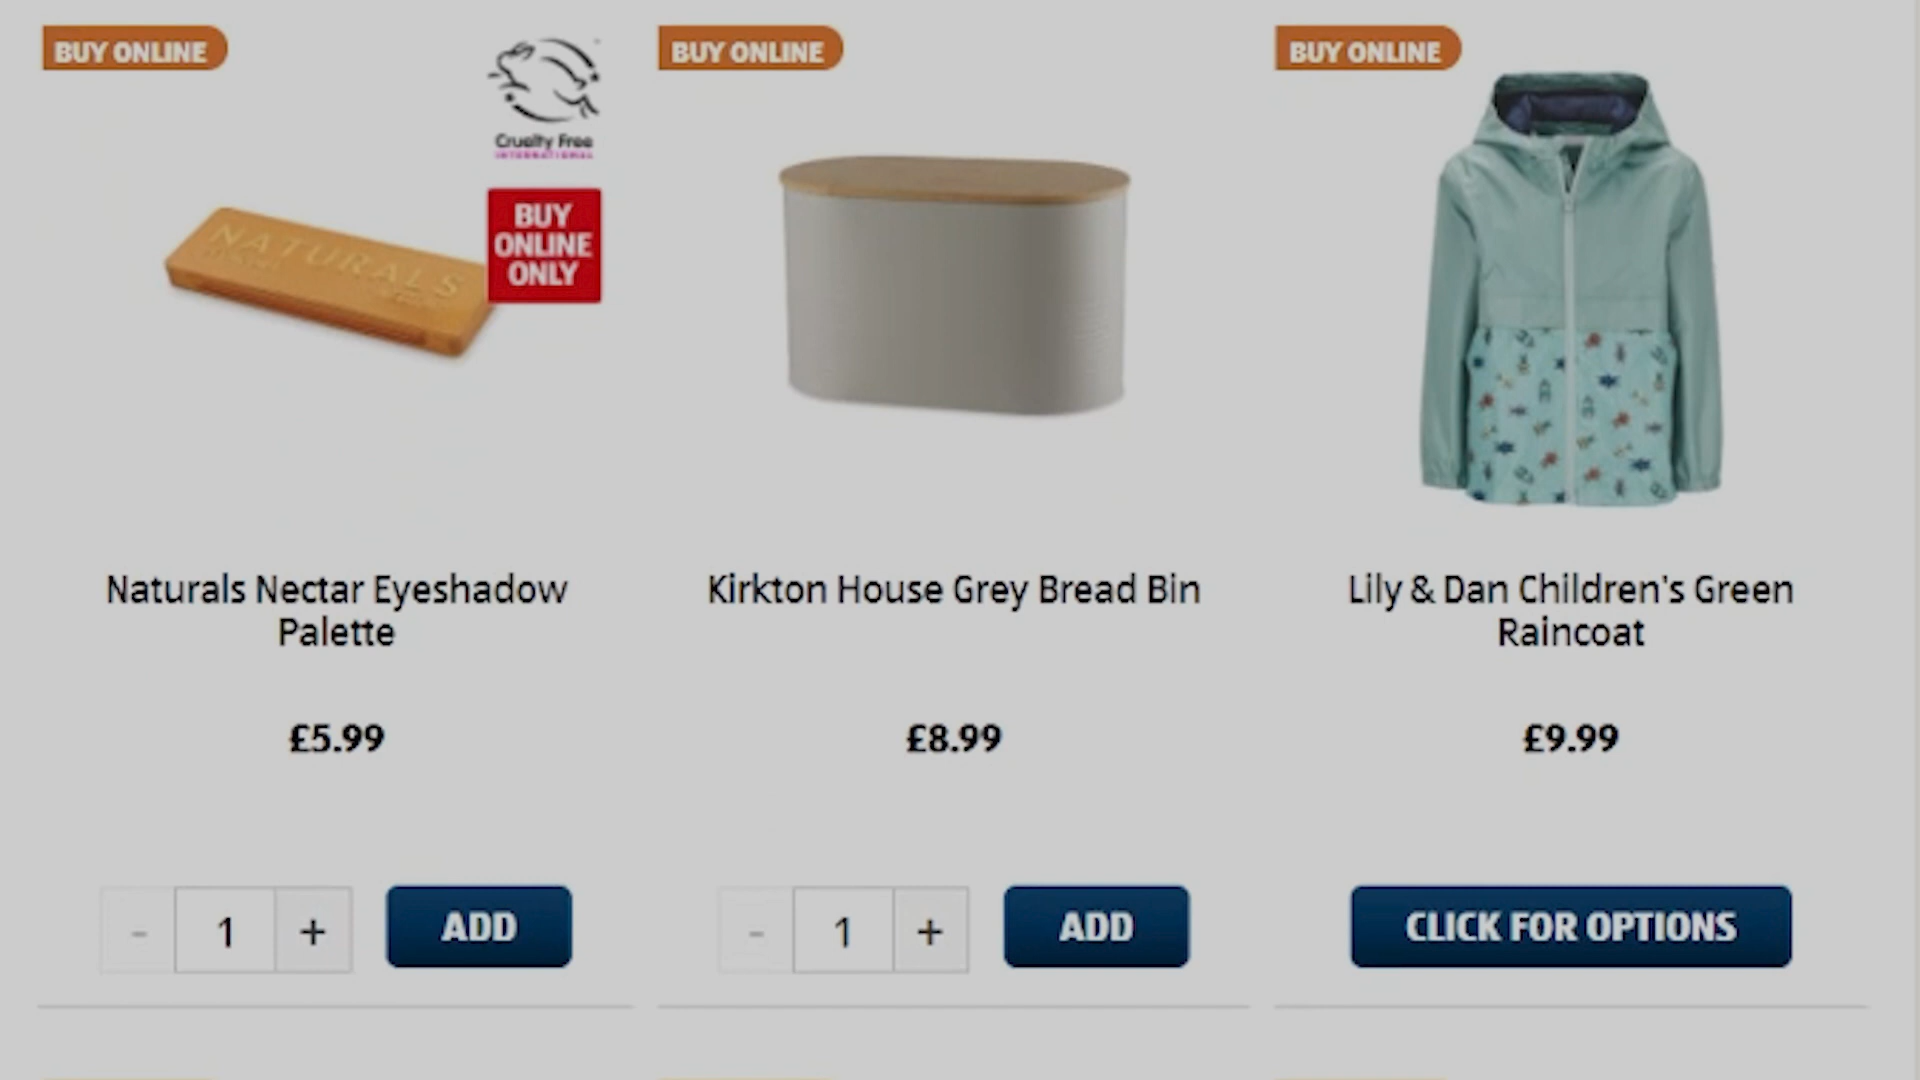 BUY ONLINE
Cruelty Free
INTERNATIONAL
BUY
ONLINE
ONLY
NATURALS
Naturals Nectar Eyeshadow
Palette
£5.99
- 1 +
ADD
BUY ONLINE
Kirkton House Grey Bread Bin
£8.99
- 1 +
ADD
BUY ONLINE
Lily & Dan Children's Green
Raincoat
£9.99
CLICK FOR OPTIONS